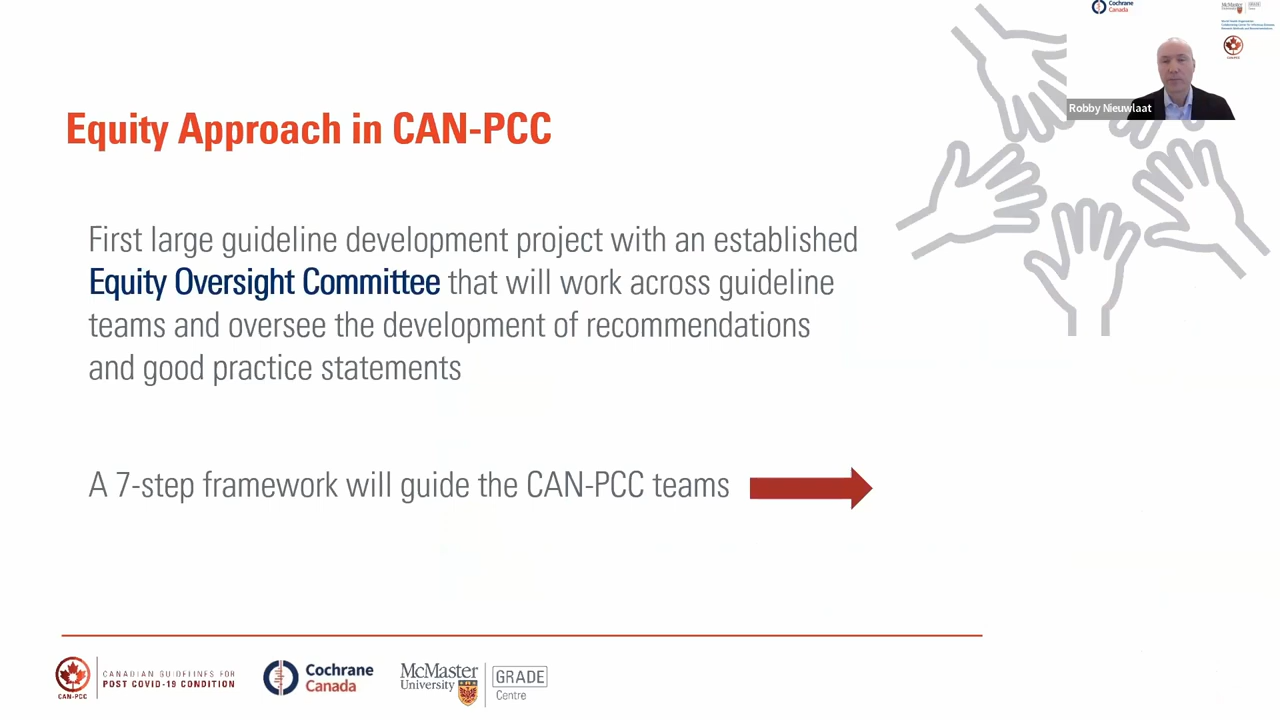 Cochrane
Canada
McMaster
University
GRADE
Robby Nieuwlaat
Equity Approach in CAN-PCC
First large guideline development project with an established
Equity Oversight Committee that will work across guideline
teams and oversee the development of recommendations
and good practice statements
A 7-step framework will guide the CAN-PCC teams
CAN-PCC
CANADIAN GUIDELINES FOR
POST COVID-19 CONDITION
Cochrane
Canada
McMaster
University
GRADE
Centre